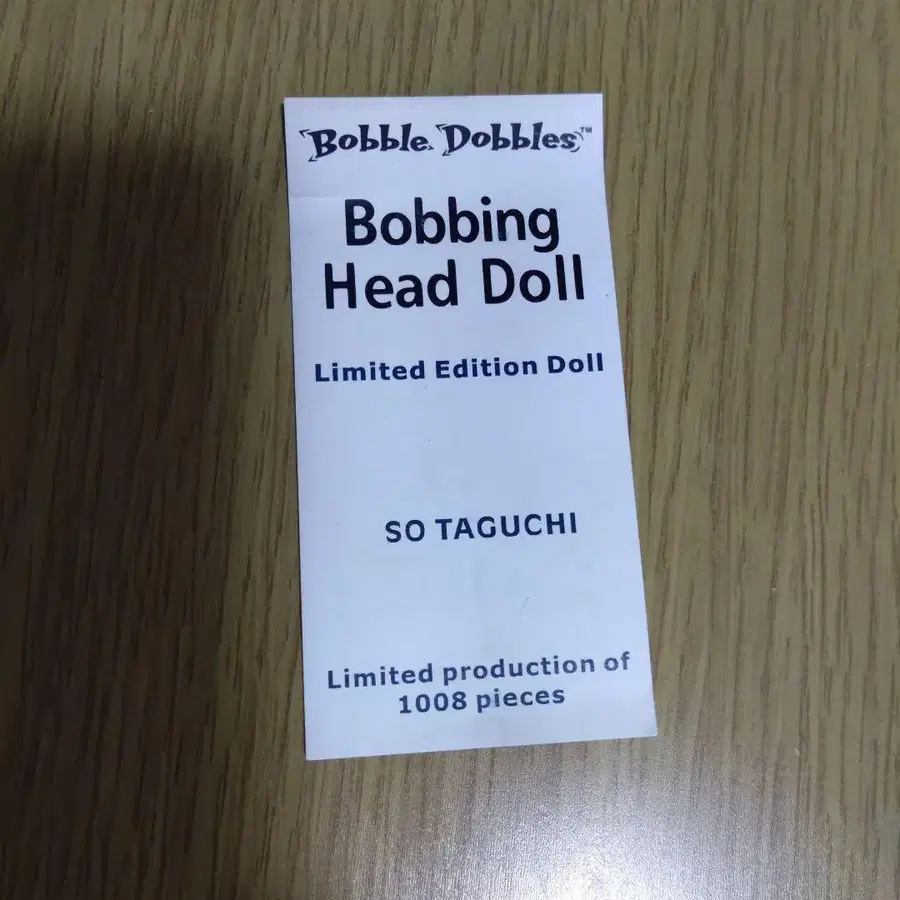 Bobble Dobbles™
Bobbing
Head Doll
Limited Edition Doll
SO TAGUCHI
Limited production of
1008 pieces